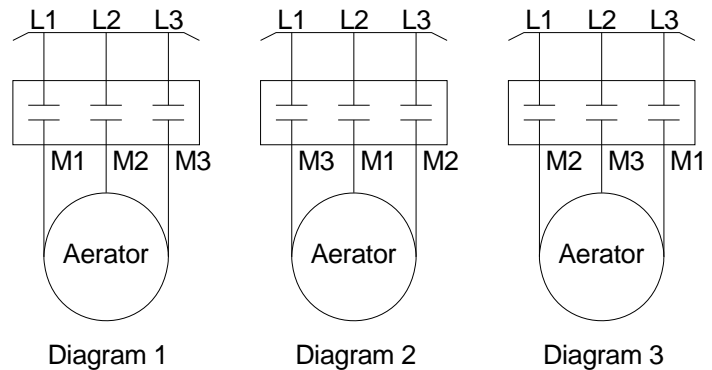 L1 L2 L3 L1 L2 L3 L1 L2 L3
M1 M2 M3 M3 M1 M2 M2 M3 M1
Aerator Aerator Aerator
Diagram 1 Diagram 2 Diagram 3